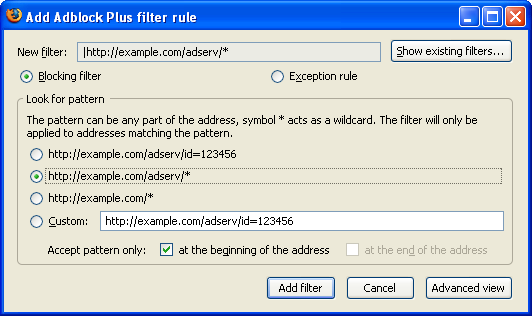 Add Adblock Plus filter rule
New filter: |http://example.com/adserv/* Show existing filters...
Blocking filter Exception rule
Look for pattern
The pattern can be any part of the address, symbol * acts as a wildcard. The filter will only be
applied to addresses matching the pattern.
http://example.com/adserv/id=123456
http://example.com/adserv/*
http://example.com/*
Custom: http://example.com/adserv/id=123456
Accept pattern only: at the beginning of the address at the end of the address
Add filter Cancel Advanced view